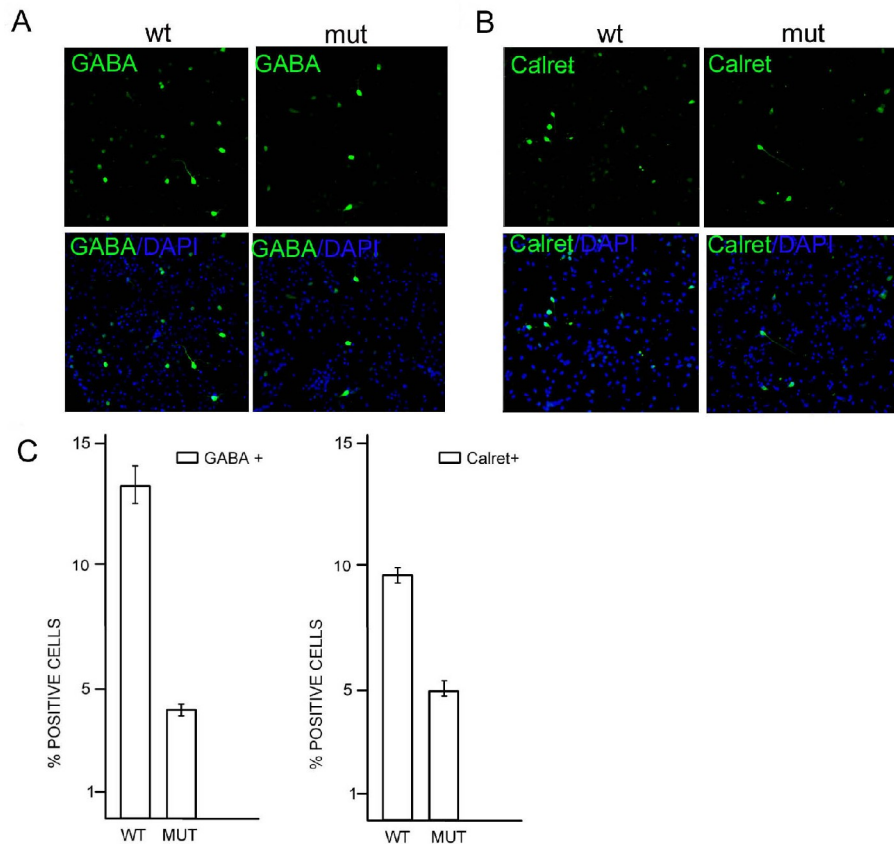 A
wt
mut
GABA
GABA
GABA/DAPI
GABA/DAPI
B
wt
mut
Calret
Calret
Calret/DAPI
Calret/DAPI
C
15
10
5
1
% POSITIVE CELLS
GABA +
WT
MUT
15
10
5
1
% POSITIVE CELLS
Calret+
WT
MUT